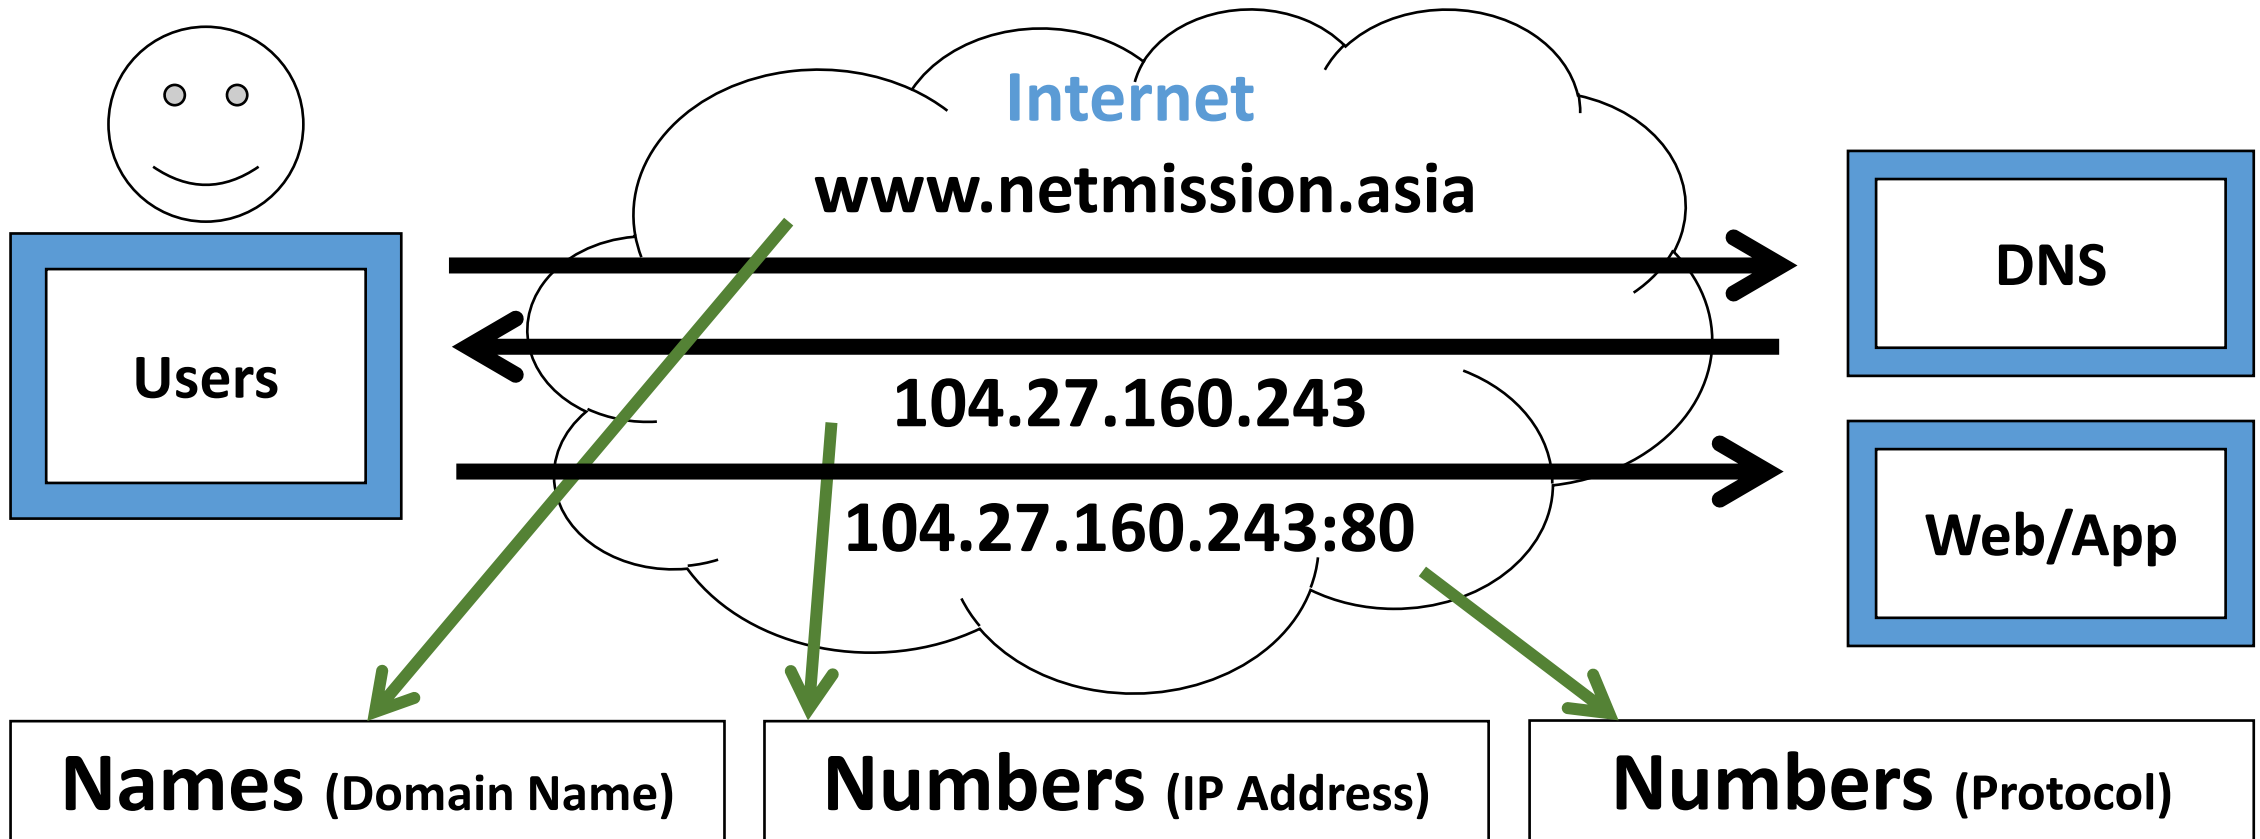 Internet
www.netmission.asia
DNS
Users
104.27.160.243
104.27.160.243:80
Web/App
Names (Domain Name)
Numbers (IP Address)
Numbers (Protocol)